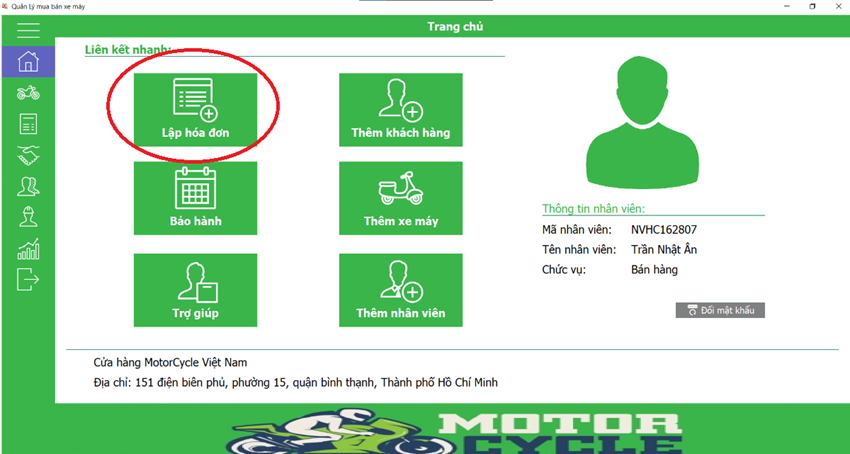 Quản Lý mua bán xe máy
Trang chủ
Liên kết nhanh:
Lập hóa đơn
Thêm khách hàng
Bảo hành
Thêm xe máy
Trợ giúp
Thêm nhân viên
Thông tin nhân viên:
Mã nhân viên: NVHC162807
Tên nhân viên: Trần Nhật Ân
Chức vụ: Bán hàng
Đổi mật khẩu
Cửa hàng MotorCycle Việt Nam
Địa chỉ: 151 điện biên phủ, phường 15, quận bình thạnh, Thành phố Hồ Chí Minh
MOTOR
CYCLE